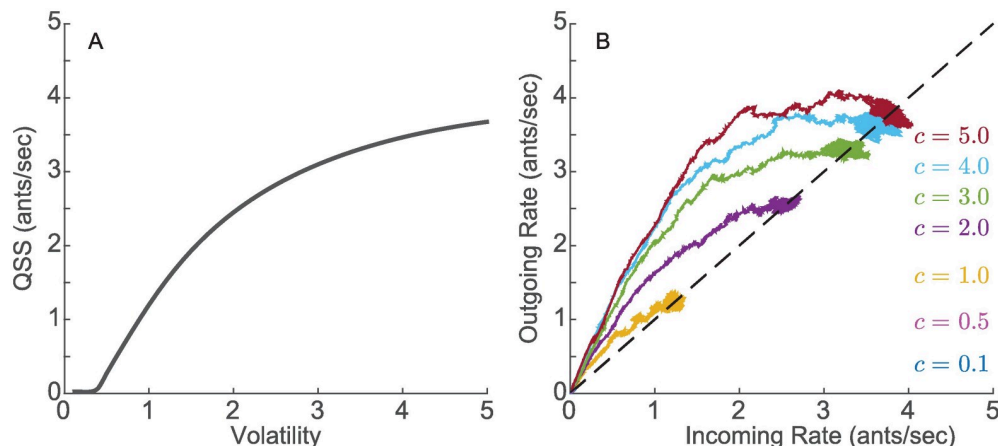 A
5
4
3
2
1
0
QSS (ants/sec)
0
1
2
3
4
5
Volatility
B
5
4
3
2
1
0
Outgoing Rate (ants/sec)
0
1
2
3
4
5
Incoming Rate (ants/sec)
c = 5.0
c = 4.0
c = 3.0
c = 2.0
c = 1.0
c = 0.5
c = 0.1